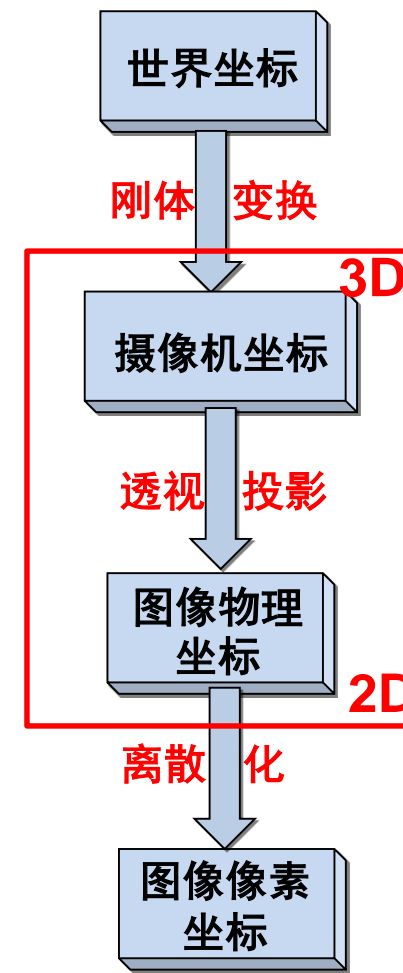 世界坐标
刚体 变换
3D
摄像机坐标
透视 投影
图像物理
坐标
2D
离散 化
图像像素
坐标